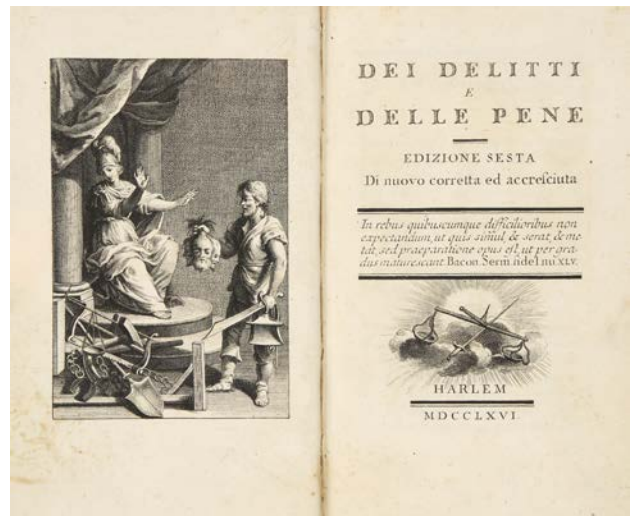 DEI DELITTI
E
DELLE PENE
EDIZIONE SESTA
Di nuovo corretta ed accreſciuta
In rebus quibuscumque difficilioribus non
expectandum, ut quis simul, & serat, & me-
tat, sed praeparatione opus est, ut per gra-
dus maturescant. Bacon. Serm. fidel. XLV.
HARLEM
MDCCLXVI